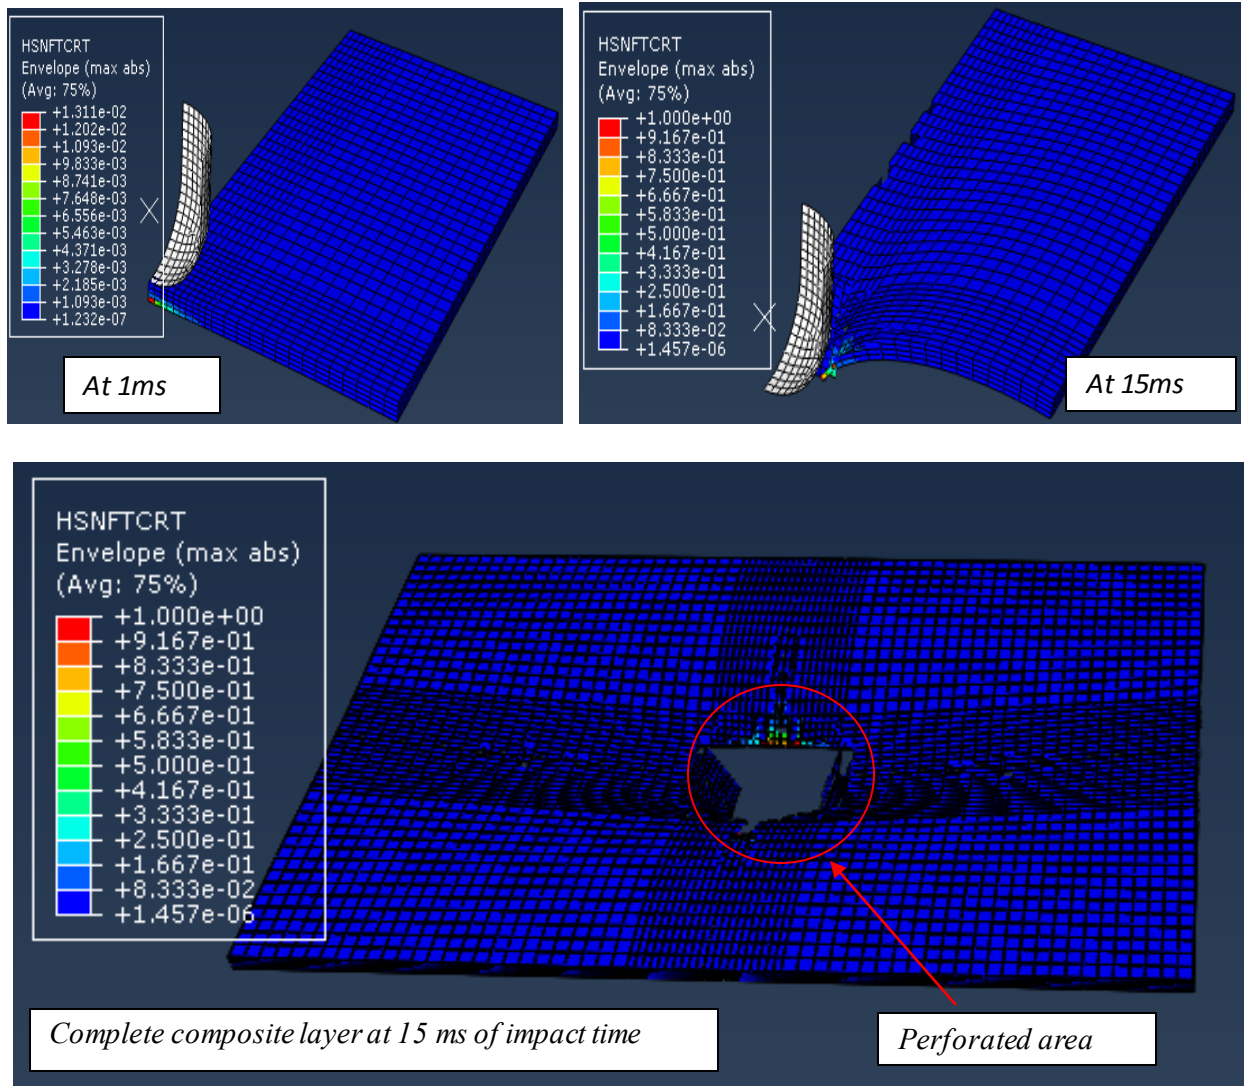 HSNFTCRT
Envelope (max abs)
(Avg: 75%)
+1.311e-02
+1.202e-02
+1.093e-02
+9.833e-03
+8.741e-03
+7.648e-03
+6.556e-03
+5.463e-03
+4.371e-03
+3.278e-03
+2.185e-03
+1.093e-03
+1.232e-07
At 1ms
HSNFTCRT
Envelope (max abs)
(Avg: 75%)
+1.000e+00
+9.167e-01
+8.333e-01
+7.500e-01
+6.667e-01
+5.833e-01
+5.000e-01
+4.167e-01
+3.333e-01
+2.500e-01
+1.667e-01
+8.333e-02
+1.457e-06
At 15ms
HSNFTCRT
Envelope (max abs)
(Avg: 75%)
+1.000e+00
+9.167e-01
+8.333e-01
+7.500e-01
+6.667e-01
+5.833e-01
+5.000e-01
+4.167e-01
+3.333e-01
+2.500e-01
+1.667e-01
+8.333e-02
+1.457e-06
Complete composite layer at 15 ms of impact time
Perforated area